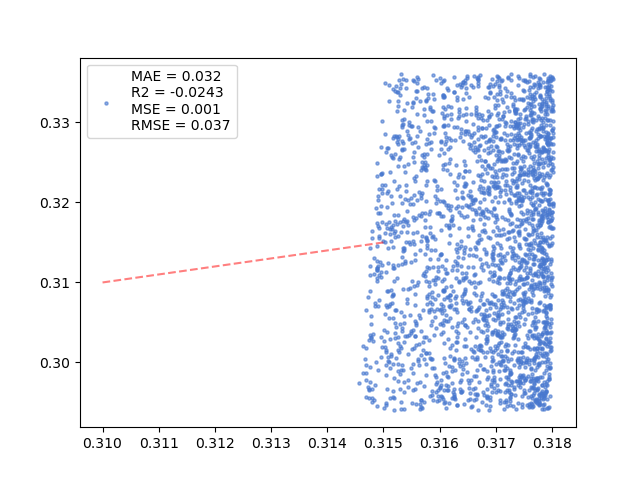 MAE = 0.032
R2 = -0.0243
MSE = 0.001
RMSE = 0.037
0.33
0.32
0.31
0.30
0.310 0.311 0.312 0.313 0.314 0.315 0.316 0.317 0.318